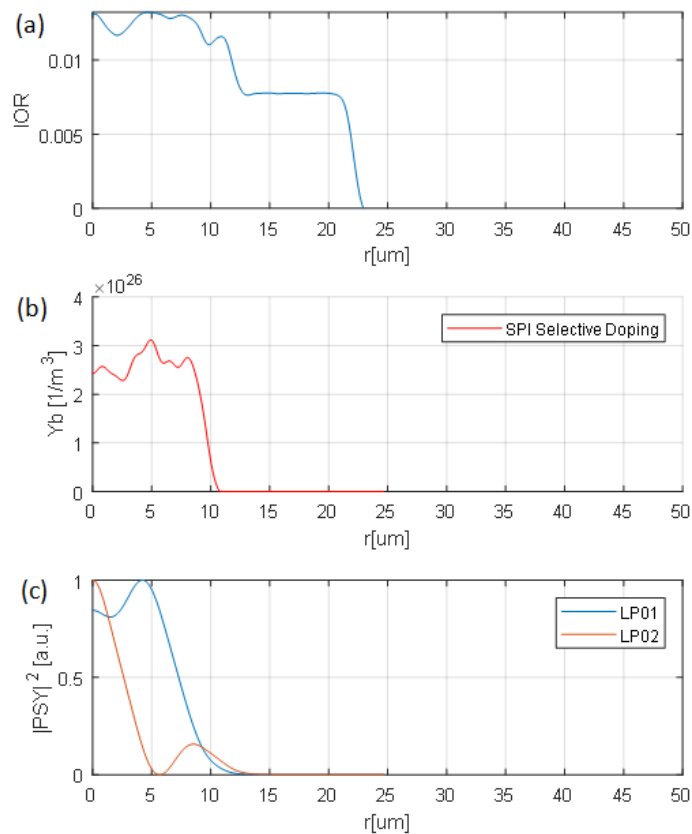 (a)
0.01
0.005
0
IOR
0 5 10 15 20 25 30 35 40 45 50
r[um]
(b)
×10^26
4
3
2
1
0
Yb [1/m^3]
SPI Selective Doping
0 5 10 15 20 25 30 35 40 45 50
r[um]
(c)
1
0.5
0
|PSY|^2 [a.u.]
LP01
LP02
0 5 10 15 20 25 30 35 40 45 50
r[um]